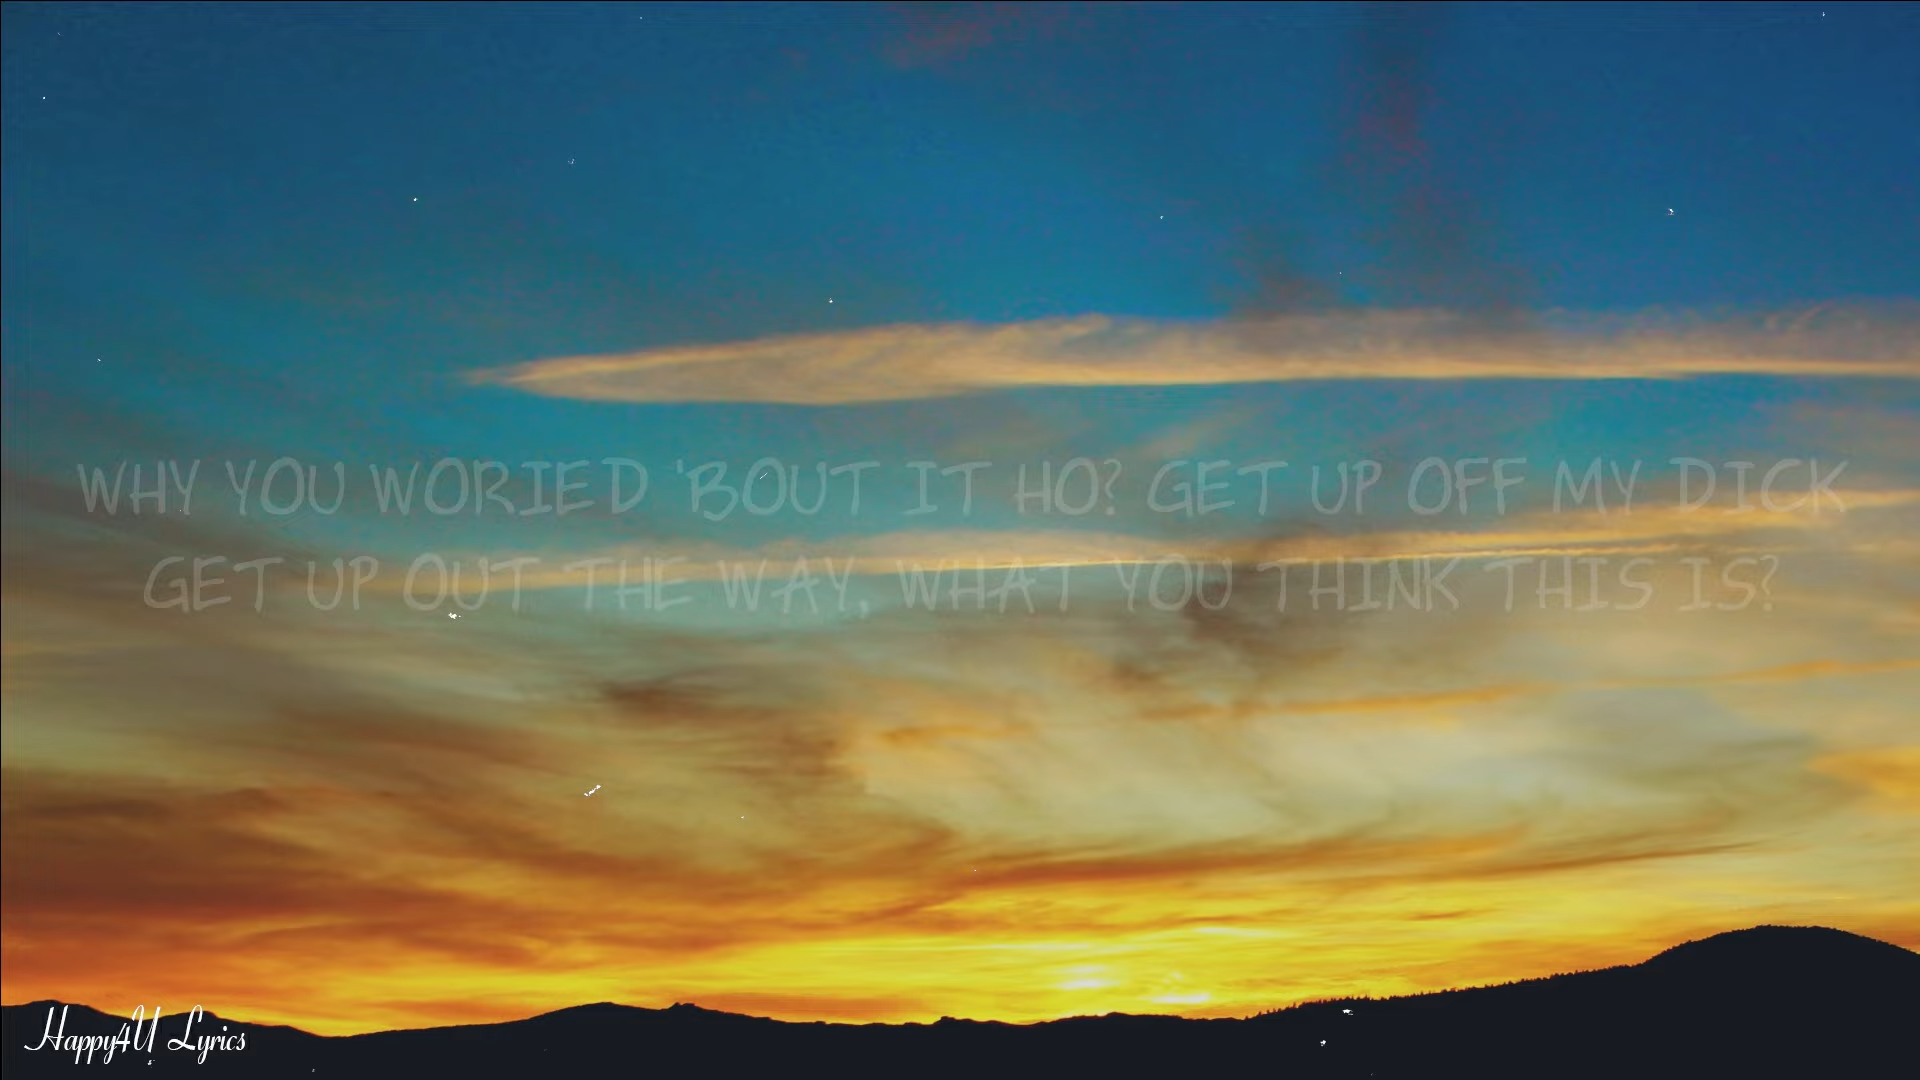 WHY YOU WORIED 'BOUT IT HO? GET UP OFF MY DICK
GET UP OUT THE WAY, WHAT YOU THINK THIS IS?
Happy4U Lyrics